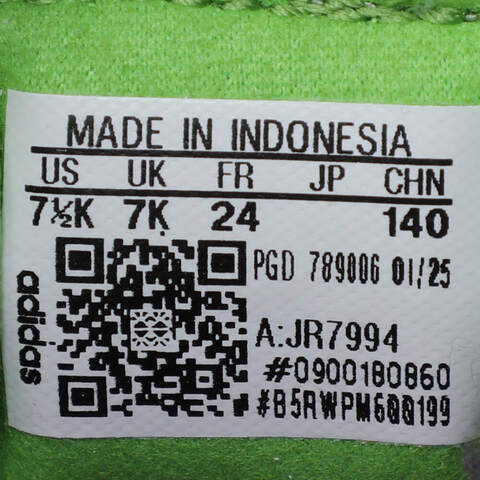 MADE IN INDONESIA
US UK FR JP CHN
7½K 7K 24 140
PGD 789006 01/25
A:JR7994
#0900180860
#B5RWPM600199
adidas